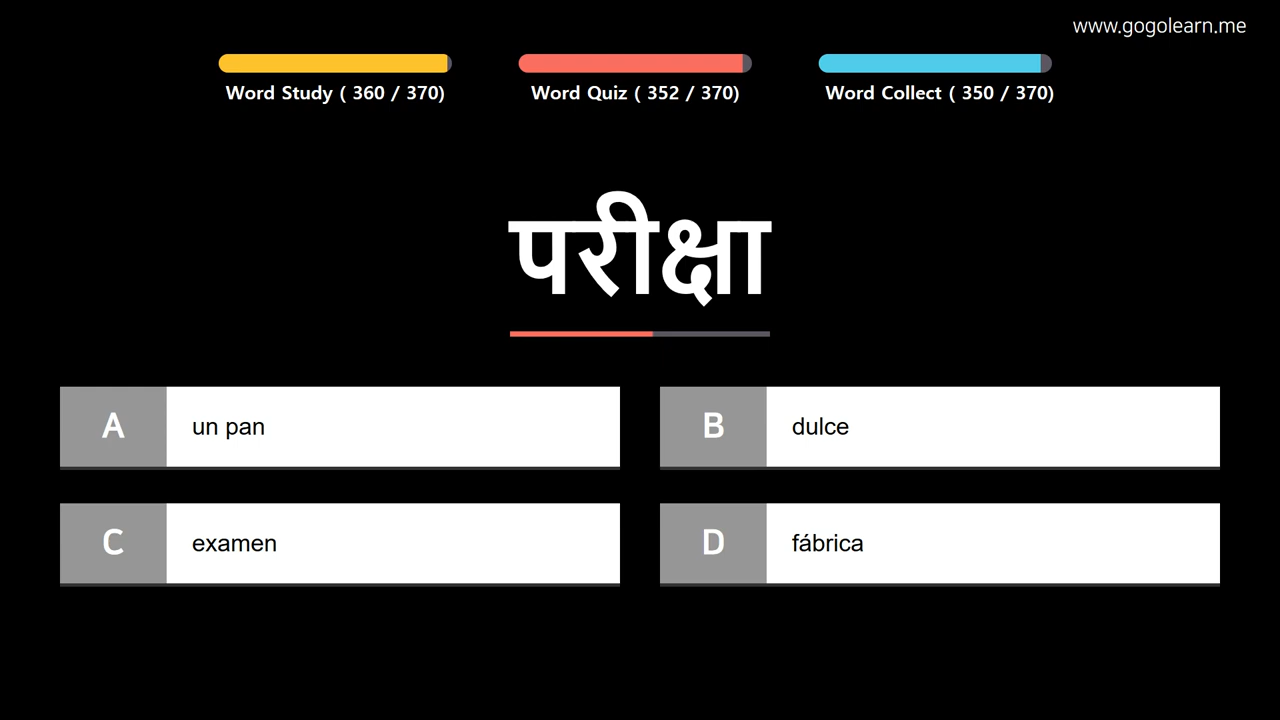 www.gogolearn.me
Word Study ( 360 / 370)
Word Quiz ( 352 / 370)
Word Collect ( 350 / 370)
परीक्षा
A un pan
B dulce
C examen
D fábrica